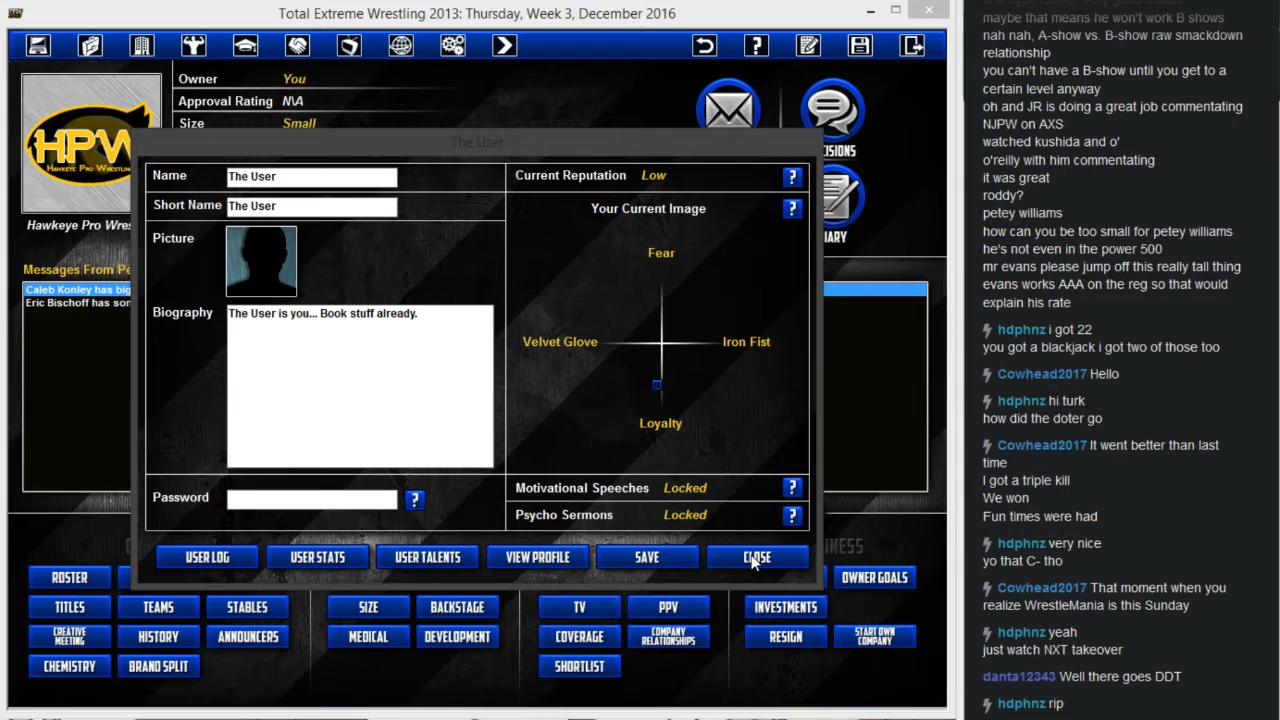 Total Extreme Wrestling 2013: Thursday, Week 3, December 2016
HPW
HAWKEYE PRO WRESTLING
Owner You
Approval Rating N\A
Size Small
Hawkeye Pro Wres
Messages From Pe
Caleb Konley has big
Eric Bischoff has son
The User
Name The User
Short Name The User
Picture
Biography The User is you... Book stuff already.
Password
?
Current Reputation Low ?
Your Current Image ?
Fear
Velvet Glove Iron Fist
Loyalty
Motivational Speeches Locked ?
Psycho Sermons Locked ?
USER LOG USER STATS USER TALENTS VIEW PROFILE SAVE CLOSE
ROSTER OWNER GOALS
TITLES TEAMS STABLES SIZE BACKSTAGE TV PPV INVESTMENTS
CREATIVE MEETING HISTORY ANNOUNCERS MEDICAL DEVELOPMENT COVERAGE COMPANY RELATIONSHIPS RESIGN START OWN COMPANY
CHEMISTRY BRAND SPLIT SHORTLIST
maybe that means he won't work B shows
nah nah, A-show vs. B-show raw smackdown
relationship
you can't have a B-show until you get to a
certain level anyway
oh and JR is doing a great job commentating
NJPW on AXS
watched kushida and o'
o'reilly with him commentating
it was great
roddy?
petey williams
how can you be too small for petey williams
he's not even in the power 500
mr evans please jump off this really tall thing
evans works AAA on the reg so that would
explain his rate
hdphnz i got 22
you got a blackjack i got two of those too
Cowhead2017 Hello
hdphnz hi turk
how did the doter go
Cowhead2017 It went better than last
time
I got a triple kill
We won
Fun times were had
hdphnz very nice
yo that C- tho
Cowhead2017 That moment when you
realize WrestleMania is this Sunday
hdphnz yeah
just watch NXT takeover
danta12343 Well there goes DDT
hdphnz rip